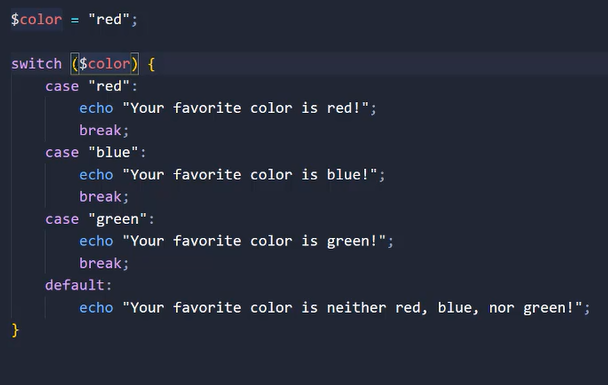 $color = "red";
switch ($color) {
case "red":
echo "Your favorite color is red!";
break;
case "blue":
echo "Your favorite color is blue!";
break;
case "green":
echo "Your favorite color is green!";
break;
default:
echo "Your favorite color is neither red, blue, nor green!";
}